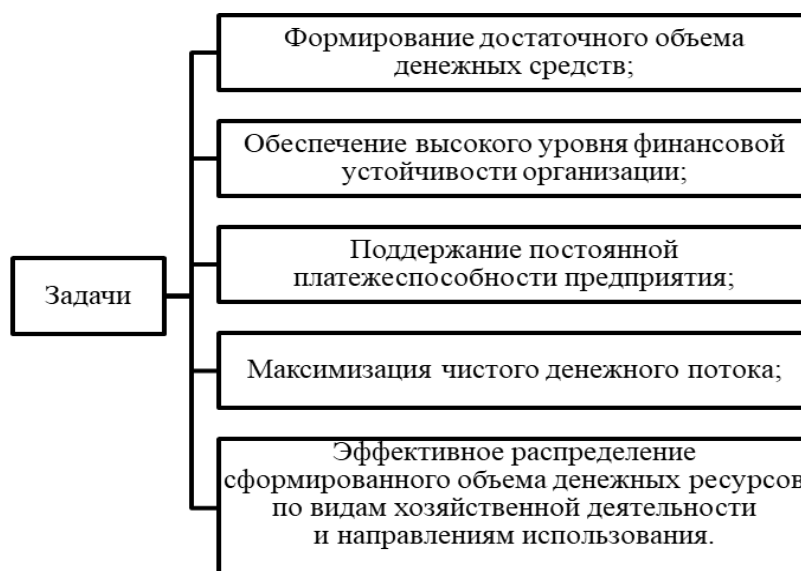 Формирование достаточного объема
денежных средств;
Обеспечение высокого уровня финансовой
устойчивости организации;
Поддержание постоянной
платежеспособности предприятия;
Задачи
Максимизация чистого денежного потока;
Эффективное распределение
сформированного объема денежных ресурсов
по видам хозяйственной деятельности
и направлениям использования.